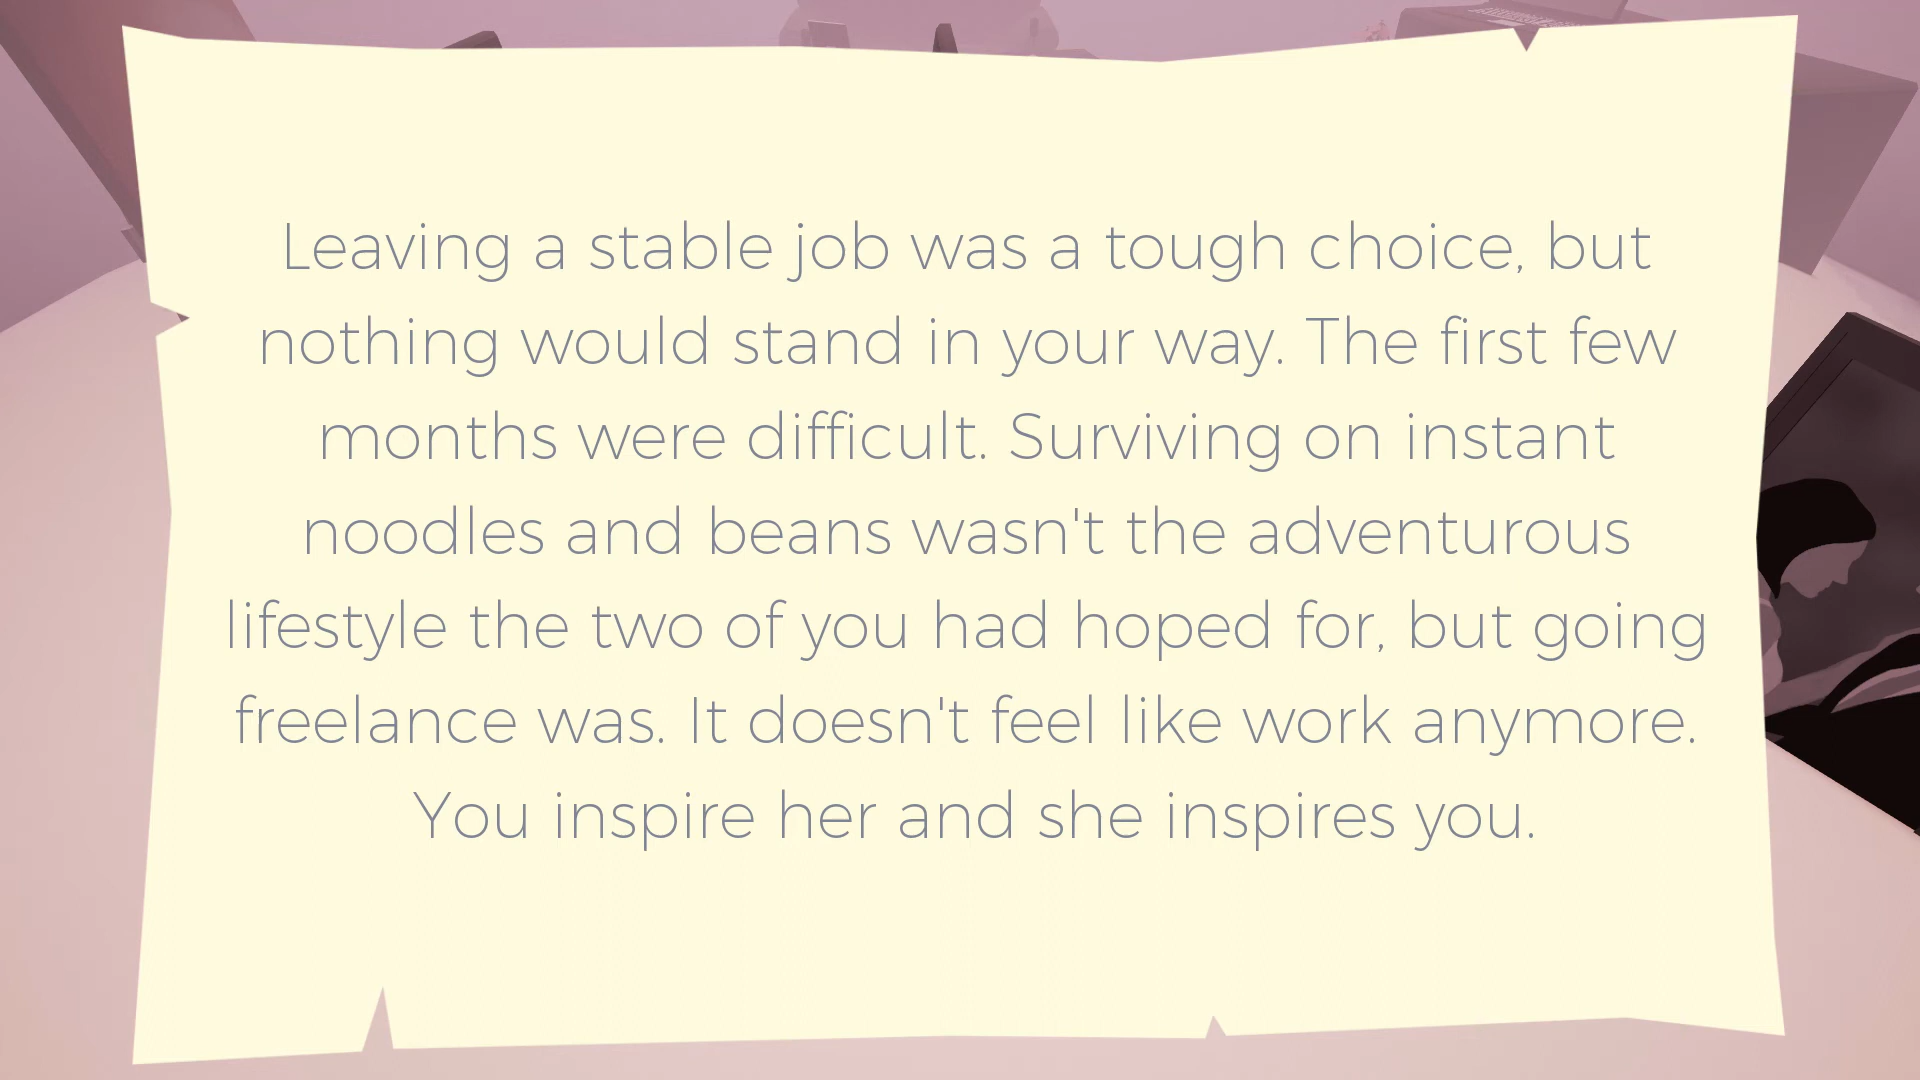 Leaving a stable job was a tough choice, but
nothing would stand in your way. The first few
months were difficult. Surviving on instant
noodles and beans wasn't the adventurous
lifestyle the two of you had hoped for, but going
freelance was. It doesn't feel like work anymore.
You inspire her and she inspires you.